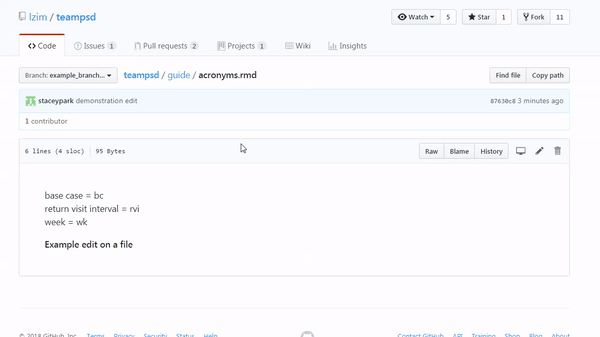 lzim / teampsd
Watch 5 Star 1 Fork 11
Code Issues 1 Pull requests 2 Projects 1 Wiki Insights
Branch: example_branch... teampsd / guide / acronyms.rmd Find file Copy path
staceypark demonstration edit 87630c8 3 minutes ago
1 contributor
6 lines (4 sloc) 95 Bytes Raw Blame History
base case = bc
return visit interval = rvi
week = wk
Example edit on a file
© 2018 GitHub, Inc. Terms Privacy Security Status Help Contact GitHub API Training Shop Blog About